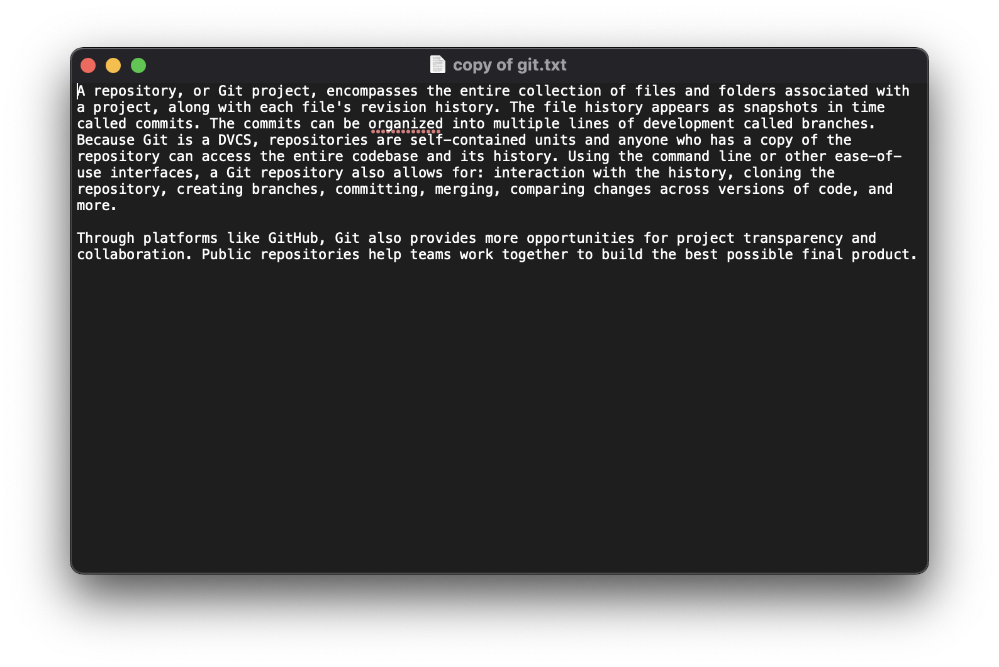 copy of git.txt
A repository, or Git project, encompasses the entire collection of files and folders associated with
a project, along with each file's revision history. The file history appears as snapshots in time
called commits. The commits can be organized into multiple lines of development called branches.
Because Git is a DVCS, repositories are self-contained units and anyone who has a copy of the
repository can access the entire codebase and its history. Using the command line or other ease-of-
use interfaces, a Git repository also allows for: interaction with the history, cloning the
repository, creating branches, committing, merging, comparing changes across versions of code, and
more.
Through platforms like GitHub, Git also provides more opportunities for project transparency and
collaboration. Public repositories help teams work together to build the best possible final product.